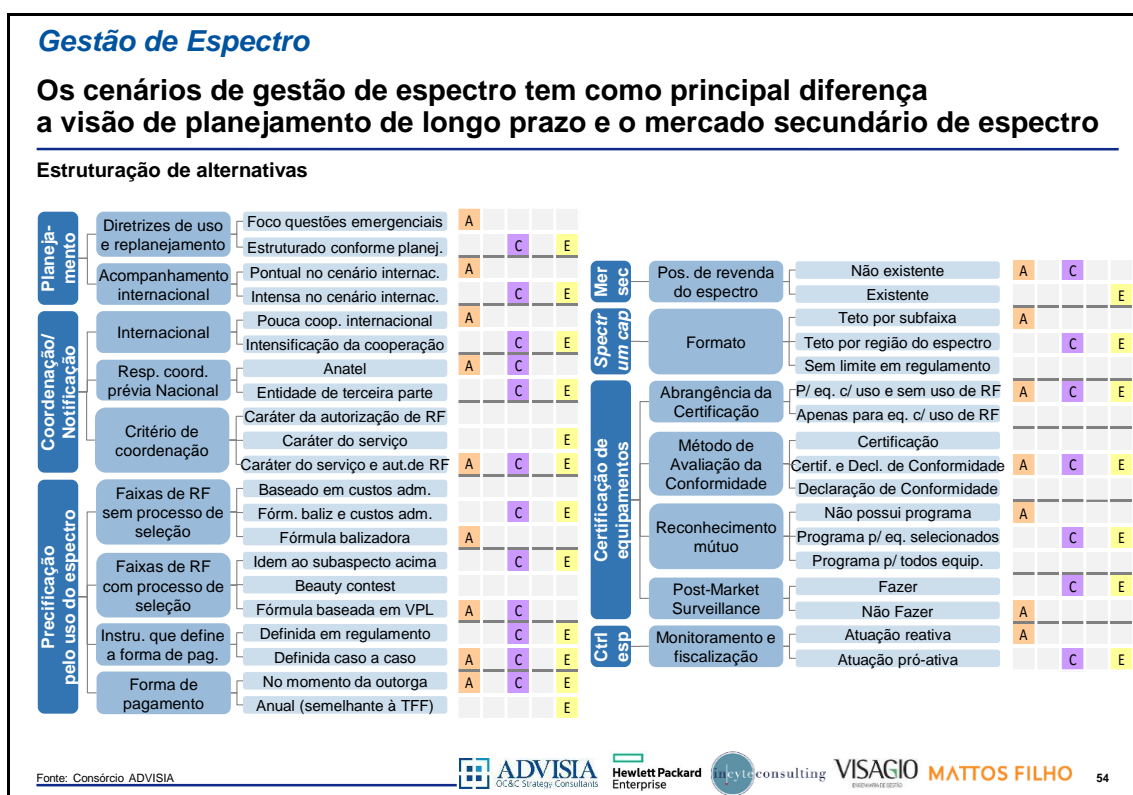 Gestão de Espectro
Os cenários de gestão de espectro tem como principal diferença
a visão de planejamento de longo prazo e o mercado secundário de espectro
Estruturação de alternativas
Planeja-
mento
Diretrizes de uso
e replanejamento
Foco questões emergenciais A
Estruturado conforme planej. C E
Acompanhamento
internacional
Pontual no cenário internac. A
Intensa no cenário internac. C E
Coordenação/
Notificação
Internacional
Pouca coop. internacional A
Intensificação da cooperação C E
Resp. coord.
prévia Nacional
Anatel A C
Entidade de terceira parte C E
Critério de
coordenação
Caráter da autorização de RF
Caráter do serviço E
Caráter do serviço e aut.de RF A C E
Precificação
pelo uso do espectro
Faixas de RF
sem processo de
seleção
Baseado em custos adm.
Fórm. baliz e custos adm. C E
Fórmula balizadora A
Faixas de RF
com processo de
seleção
Idem ao subaspecto acima C E
Beauty contest
Fórmula baseada em VPL A C
Instru. que define
a forma de pag.
Definida em regulamento C E
Definida caso a caso A C E
Forma de
pagamento
No momento da outorga A C E
Anual (semelhante à TFF) E
Mer
sec
Pos. de revenda
do espectro
Não existente A C
Existente E
Spectr
um cap
Formato
Teto por subfaixa A
Teto por região do espectro C E
Sem limite em regulamento
Certificação de
equipamentos
Abrangência da
Certificação
P/ eq. c/ uso e sem uso de RF A C E
Apenas para eq. c/ uso de RF
Método de
Avaliação da
Conformidade
Certificação
Certif. e Decl. de Conformidade A C E
Declaração de Conformidade
Reconhecimento
mútuo
Não possui programa A
Programa p/ eq. selecionados C E
Programa p/ todos equip.
Post-Market
Surveillance
Fazer C E
Não Fazer A
Ctrl
esp
Monitoramento e
fiscalização
Atuação reativa A
Atuação pró-ativa C E
Fonte: Consórcio ADVISIA
ADVISIA
OC&C Strategy Consultants
Hewlett Packard
Enterprise
incyteconsulting
VISAGIO
ENGENHARIA DE GESTÃO
MATTOS FILHO
54